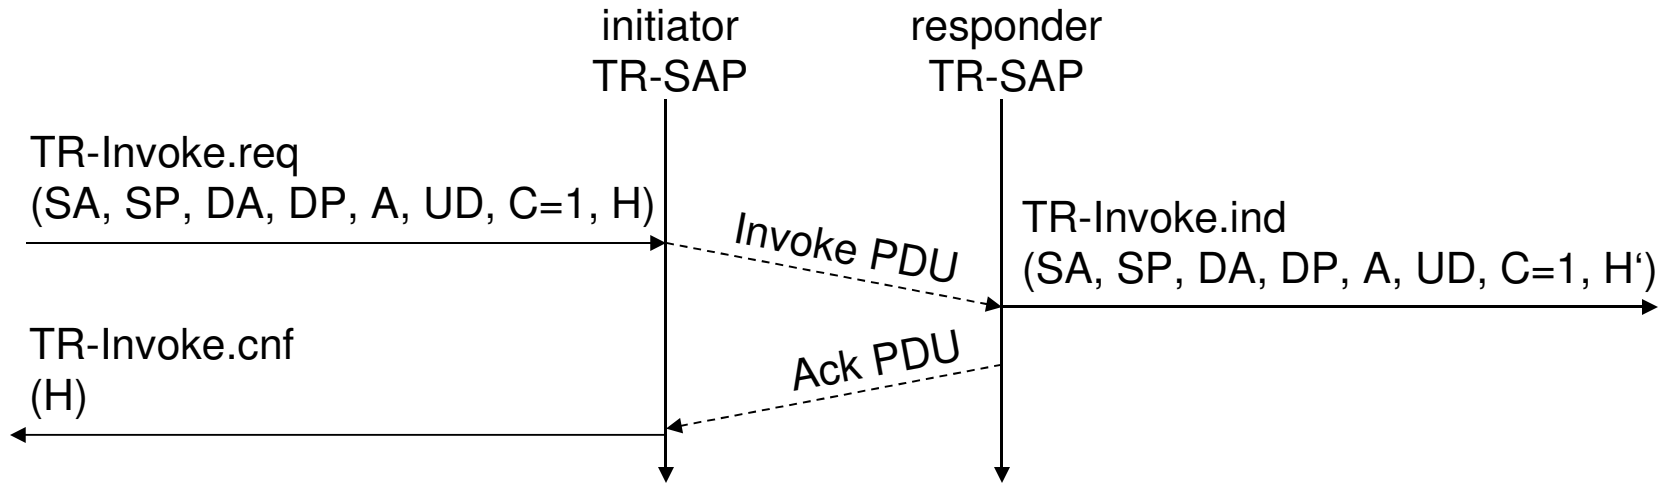 initiator
TR-SAP
responder
TR-SAP
TR-Invoke.req
(SA, SP, DA, DP, A, UD, C=1, H)
Invoke PDU
TR-Invoke.ind
(SA, SP, DA, DP, A, UD, C=1, H‘)
Ack PDU
TR-Invoke.cnf
(H)